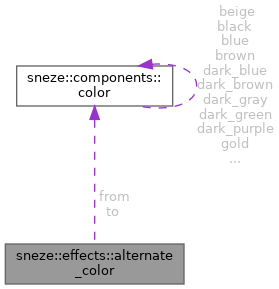 beige
black
blue
brown
dark_blue
dark_brown
dark_gray
dark_green
dark_purple
gold
...
sneze::components::
color
from
to
sneze::effects::alternate
_color